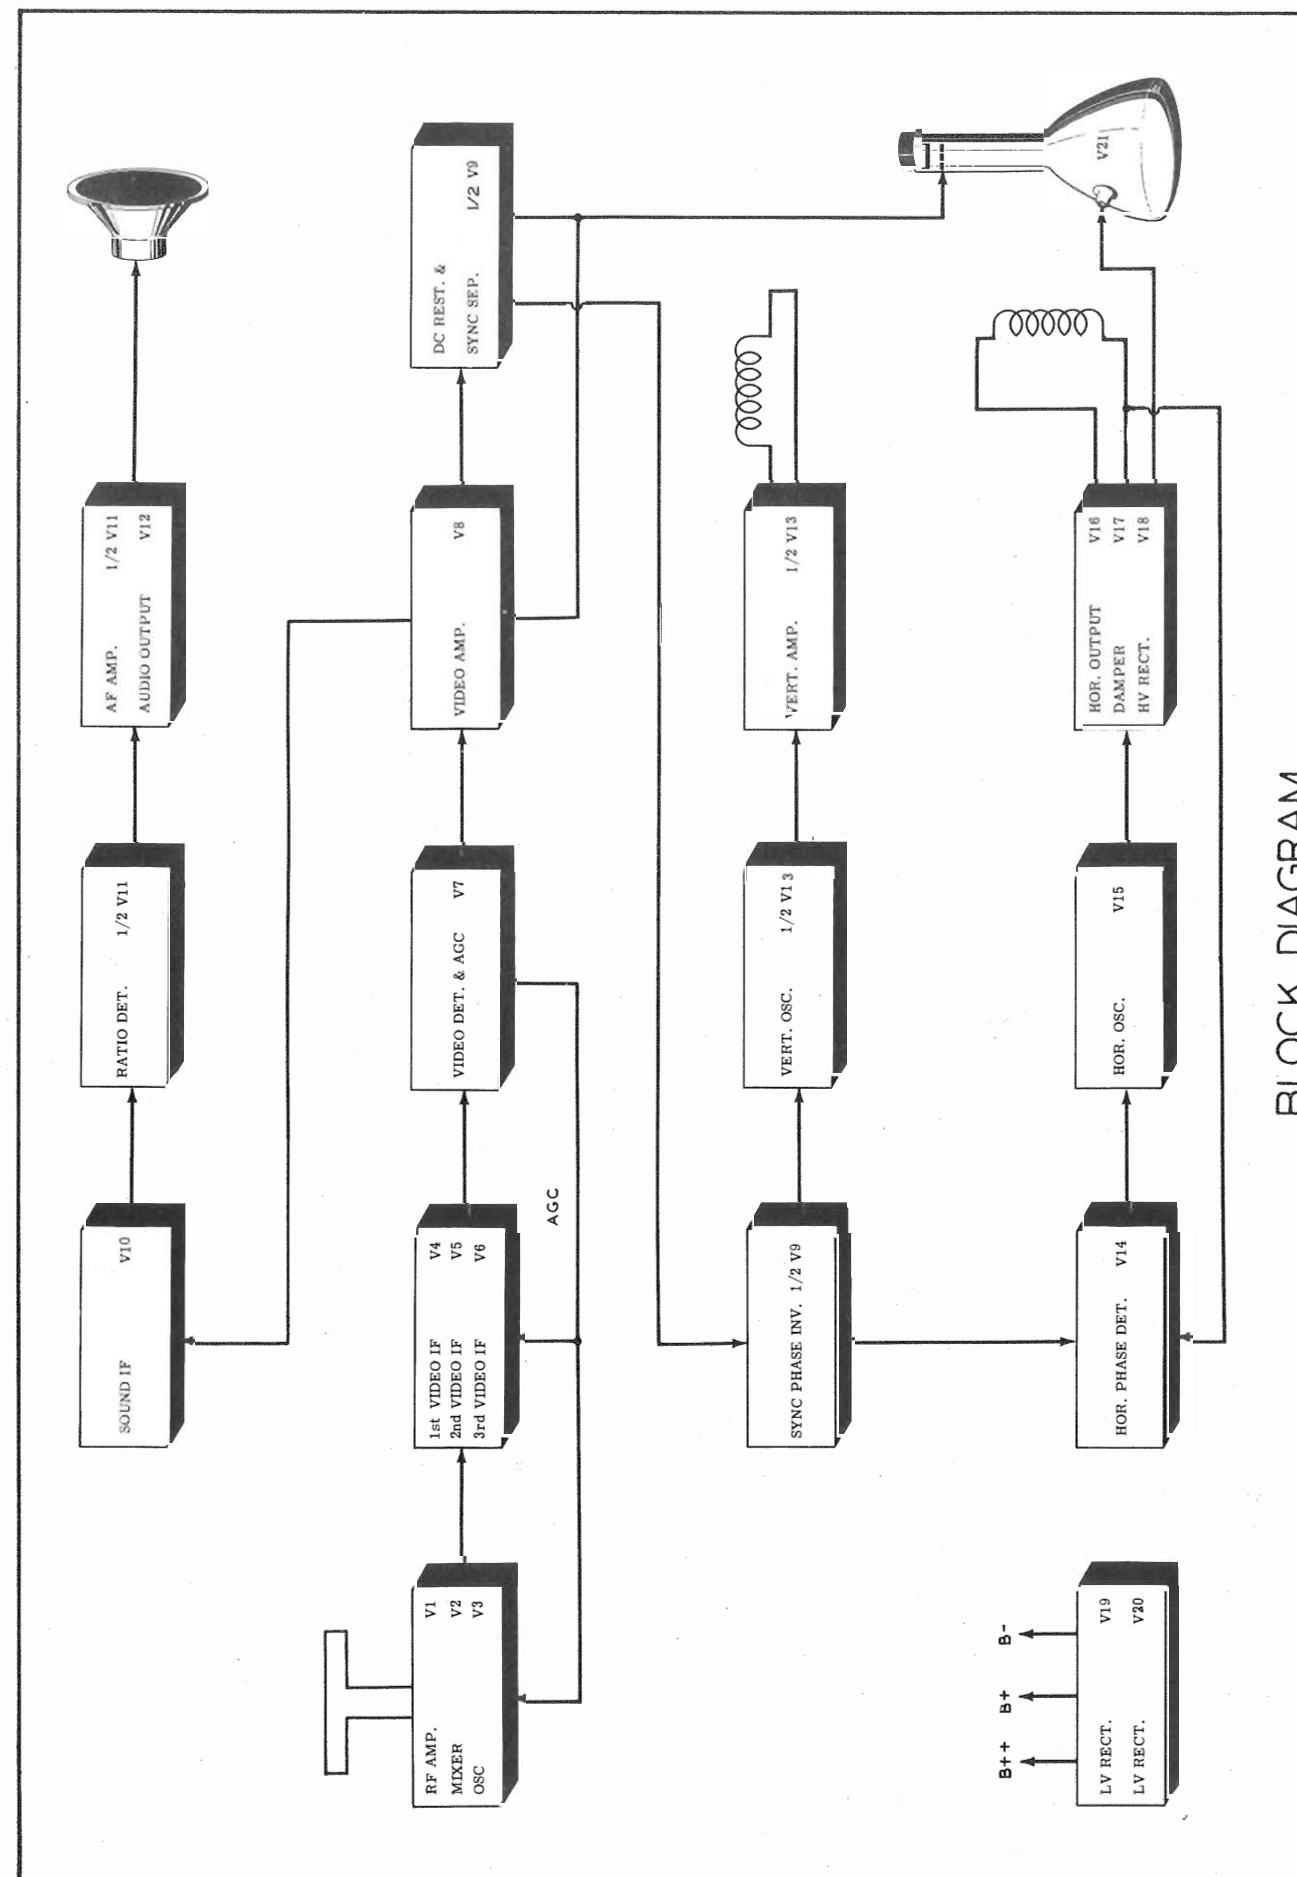 SOUND IF V10
RATIO DET. 1/2 V11
AF AMP. 1/2 V11
AUDIO OUTPUT V12
RF AMP. V1
MIXER V2
OSC V3
1st VIDEO IF V4
2nd VIDEO IF V5
3rd VIDEO IF V6
VIDEO DET. & AGC V7
VIDEO AMP. V8
DC REST. &
SYNC SEP. 1/2 V9
AGC
SYNC PHASE INV. 1/2 V9
VERT. OSC. 1/2 V13
VERT. AMP. 1/2 V13
B++ B+ B-
LV RECT. V19
LV RECT. V20
HOR. PHASE DET. V14
HOR. OSC. V15
HOR. OUTPUT V16
DAMPER V17
HV RECT. V18
V21
BLOCK DIAGRAM